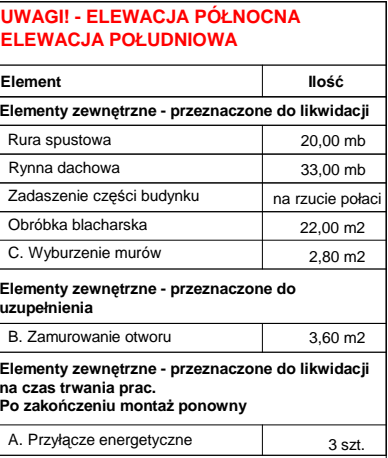 UWAGI! - ELEWACJA PÓŁNOCNA
ELEWACJA POŁUDNIOWA
Element Ilość
Elementy zewnętrzne - przeznaczone do likwidacji
Rura spustowa 20,00 mb
Rynna dachowa 33,00 mb
Zadaszenie części budynku na rzucie połaci
Obróbka blacharska 22,00 m2
C. Wyburzenie murów 2,80 m2
Elementy zewnętrzne - przeznaczone do
uzupełnienia
B. Zamurowanie otworu 3,60 m2
Elementy zewnętrzne - przeznaczone do likwidacji
na czas trwania prac.
Po zakończeniu montaż ponowny
A. Przyłącze energetyczne 3 szt.